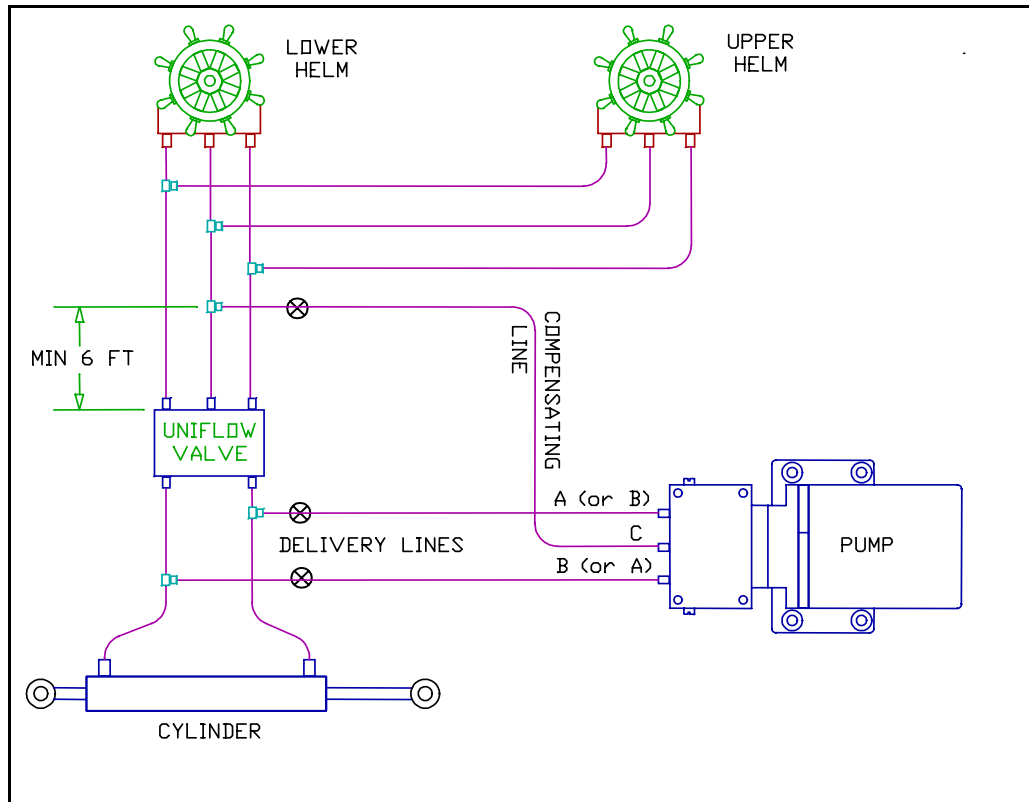 LOWER
HELM
UPPER
HELM
MIN 6 FT
COMPENSATING
LINE
UNIFLOW
VALVE
A (or B)
C
DELIVERY LINES
B (or A)
PUMP
CYLINDER